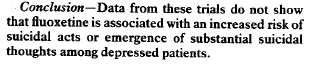 Conclusion—Data from these trials do not show
that fluoxetine is associated with an increased risk of
suicidal acts or emergence of substantial suicidal
thoughts among depressed patients.